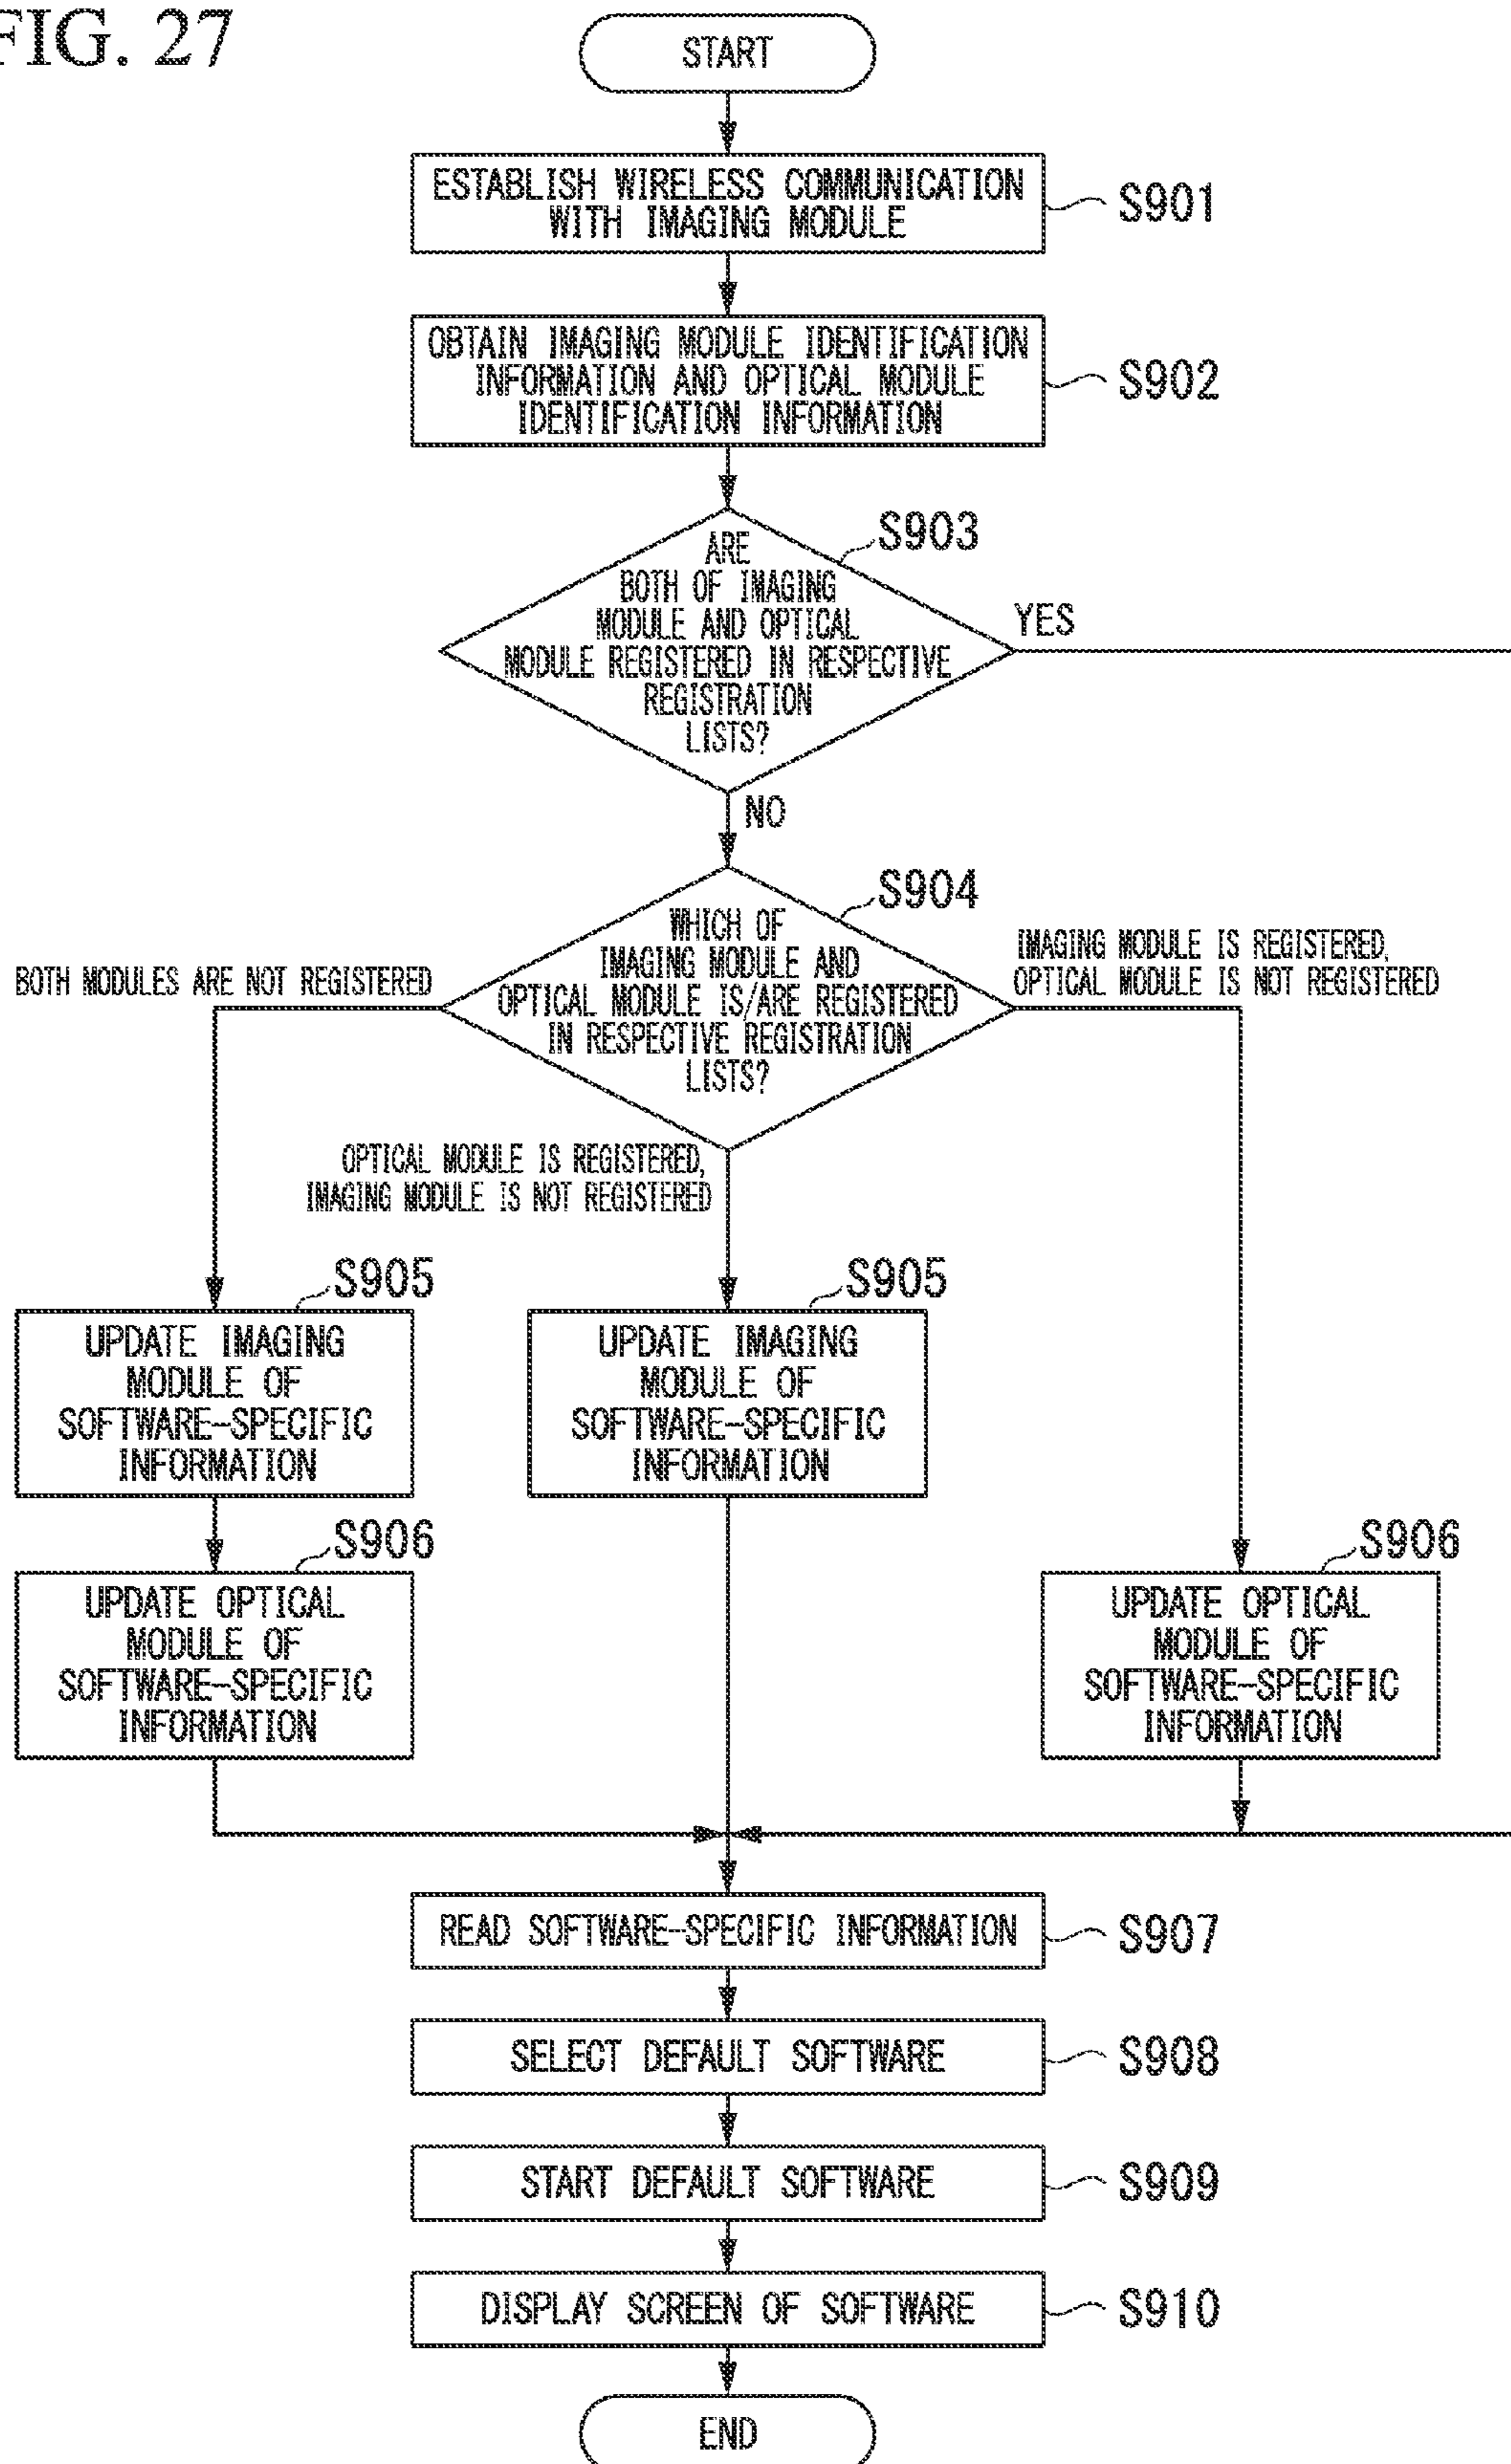 FIG. 27
START
ESTABLISH WIRELESS COMMUNICATION
WITH IMAGING MODULE
S901
OBTAIN IMAGING MODULE IDENTIFICATION
INFORMATION AND OPTICAL MODULE
IDENTIFICATION INFORMATION
S902
S903
ARE
BOTH OF IMAGING
MODULE AND OPTICAL
MODULE REGISTERED IN RESPECTIVE
REGISTRATION
LISTS?
YES
NO
S904
WHICH OF
IMAGING MODULE AND
OPTICAL MODULE IS/ARE REGISTERED
IN RESPECTIVE REGISTRATION
LISTS?
BOTH MODULES ARE NOT REGISTERED
IMAGING MODULE IS REGISTERED,
OPTICAL MODULE IS NOT REGISTERED
OPTICAL MODULE IS REGISTERED,
IMAGING MODULE IS NOT REGISTERED
S905
UPDATE IMAGING
MODULE OF
SOFTWARE-SPECIFIC
INFORMATION
S905
UPDATE IMAGING
MODULE OF
SOFTWARE-SPECIFIC
INFORMATION
S906
UPDATE OPTICAL
MODULE OF
SOFTWARE-SPECIFIC
INFORMATION
S906
UPDATE OPTICAL
MODULE OF
SOFTWARE-SPECIFIC
INFORMATION
READ SOFTWARE-SPECIFIC INFORMATION
S907
SELECT DEFAULT SOFTWARE
S908
START DEFAULT SOFTWARE
S909
DISPLAY SCREEN OF SOFTWARE
S910
END